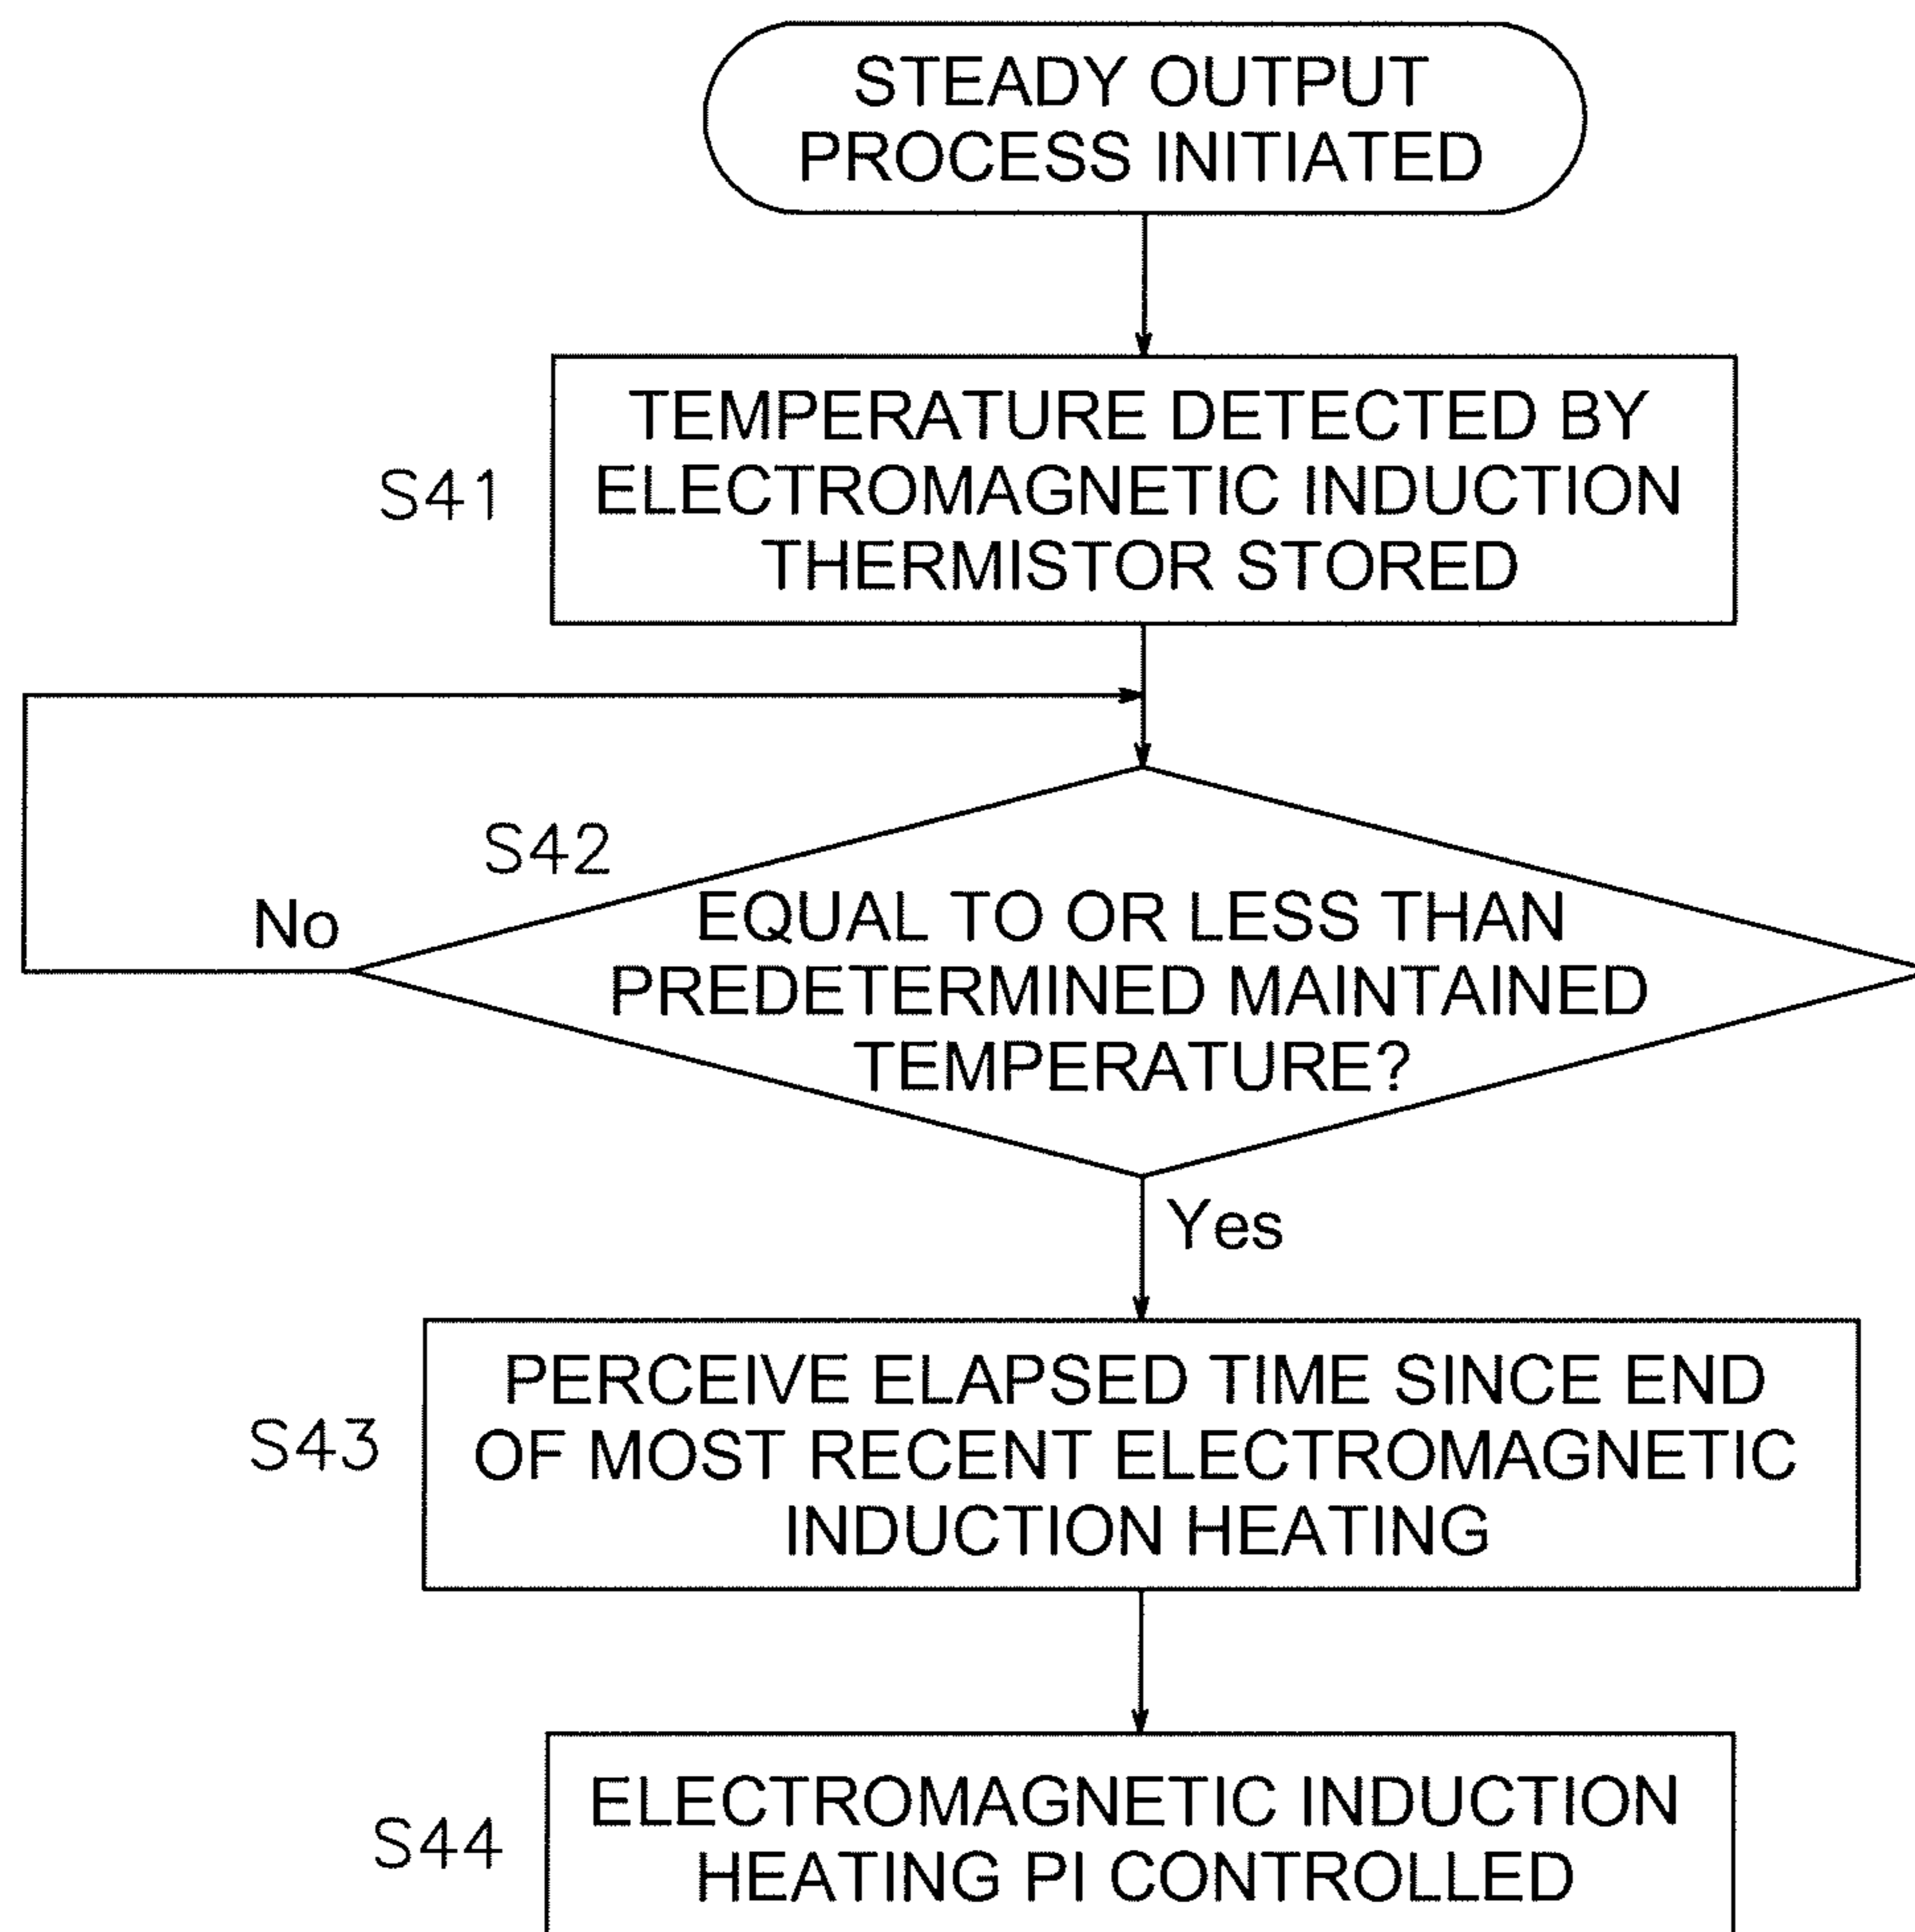 STEADY OUTPUT
PROCESS INITIATED
S41
TEMPERATURE DETECTED BY
ELECTROMAGNETIC INDUCTION
THERMISTOR STORED
S42
No
EQUAL TO OR LESS THAN
PREDETERMINED MAINTAINED
TEMPERATURE?
Yes
S43
PERCEIVE ELAPSED TIME SINCE END
OF MOST RECENT ELECTROMAGNETIC
INDUCTION HEATING
S44
ELECTROMAGNETIC INDUCTION
HEATING PI CONTROLLED